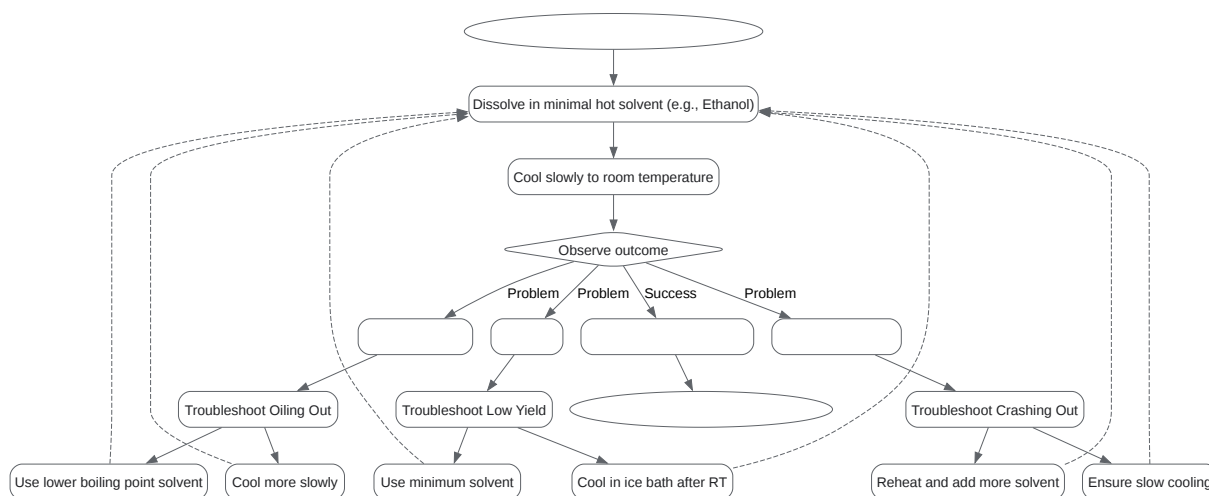 Dissolve in minimal hot solvent (e.g., Ethanol)
Cool slowly to room temperature
Observe outcome
Problem
Problem
Success
Problem
Troubleshoot Oiling Out
Troubleshoot Low Yield
Troubleshoot Crashing Out
Use lower boiling point solvent
Cool more slowly
Use minimum solvent
Cool in ice bath after RT
Reheat and add more solvent
Ensure slow cooling